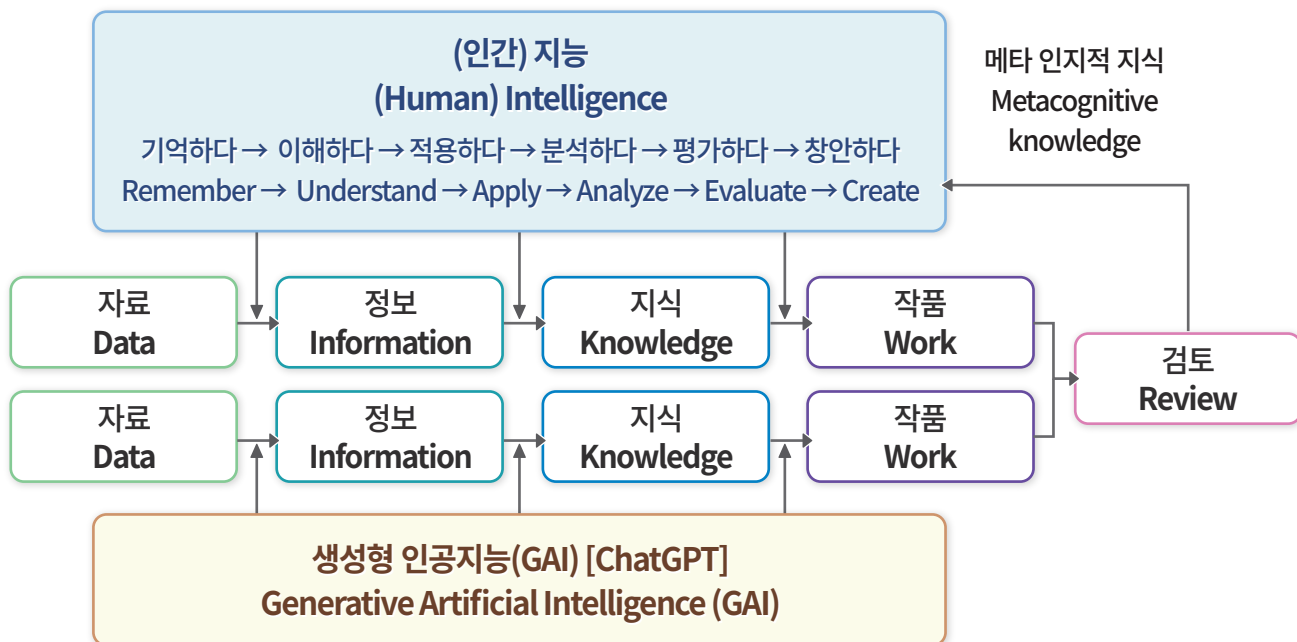 (인간) 지능
(Human) Intelligence
기억하다 → 이해하다 → 적용하다 → 분석하다 → 평가하다 → 창안하다
Remember → Understand → Apply → Analyze → Evaluate → Create
메타 인지적 지식
Metacognitive
knowledge
자료
Data
정보
Information
지식
Knowledge
작품
Work
검토
Review
자료
Data
정보
Information
지식
Knowledge
작품
Work
생성형 인공지능(GAI) [ChatGPT]
Generative Artificial Intelligence (GAI)